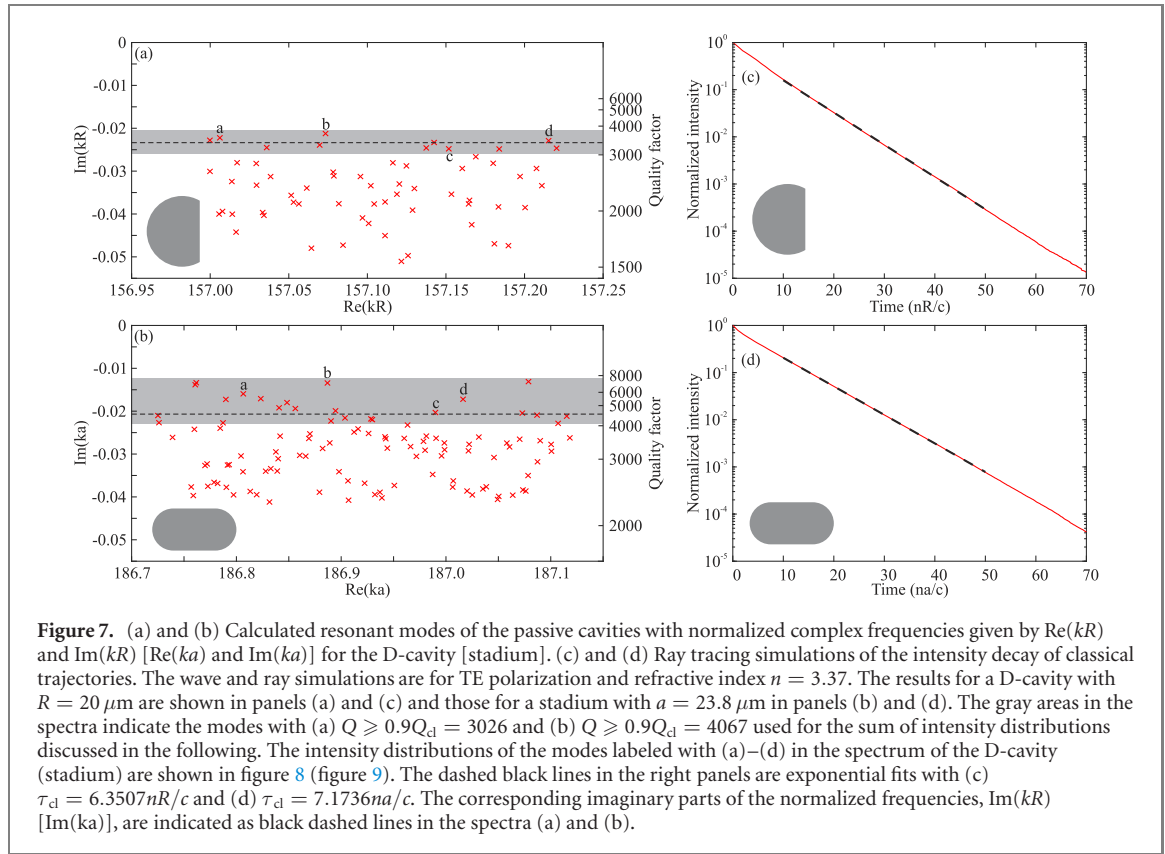 0
-0.01
-0.02
-0.03
-0.04
-0.05
Im(kR)
(a)
a
b
c
d
6000
5000
4000
3000
2000
1500
Quality factor
156.95
157.00
157.05
157.10
157.15
157.20
157.25
Re(kR)
10^0
10^-1
10^-2
10^-3
10^-4
10^-5
Normalized intensity
(c)
0
10
20
30
40
50
60
70
Time (nR/c)
0
-0.01
-0.02
-0.03
-0.04
-0.05
Im(ka)
(b)
a
b
c
d
8000
6000
5000
4000
3000
2000
Quality factor
186.7
186.8
186.9
187.0
187.1
Re(ka)
10^0
10^-1
10^-2
10^-3
10^-4
10^-5
Normalized intensity
(d)
0
10
20
30
40
50
60
70
Time (na/c)
Figure 7. (a) and (b) Calculated resonant modes of the passive cavities with normalized complex frequencies given by Re(kR)
and Im(kR) [Re(ka) and Im(ka)] for the D-cavity [stadium]. (c) and (d) Ray tracing simulations of the intensity decay of classical
trajectories. The wave and ray simulations are for TE polarization and refractive index n = 3.37. The results for a D-cavity with
R = 20 μm are shown in panels (a) and (c) and those for a stadium with a = 23.8 μm in panels (b) and (d). The gray areas in the
spectra indicate the modes with (a) Q ⩾ 0.9Qcl = 3026 and (b) Q ⩾ 0.9Qcl = 4067 used for the sum of intensity distributions
discussed in the following. The intensity distributions of the modes labeled with (a)–(d) in the spectrum of the D-cavity
(stadium) are shown in figure 8 (figure 9). The dashed black lines in the right panels are exponential fits with (c)
τcl = 6.3507nR/c and (d) τcl = 7.1736na/c. The corresponding imaginary parts of the normalized frequencies, Im(kR)
[Im(ka)], are indicated as black dashed lines in the spectra (a) and (b).